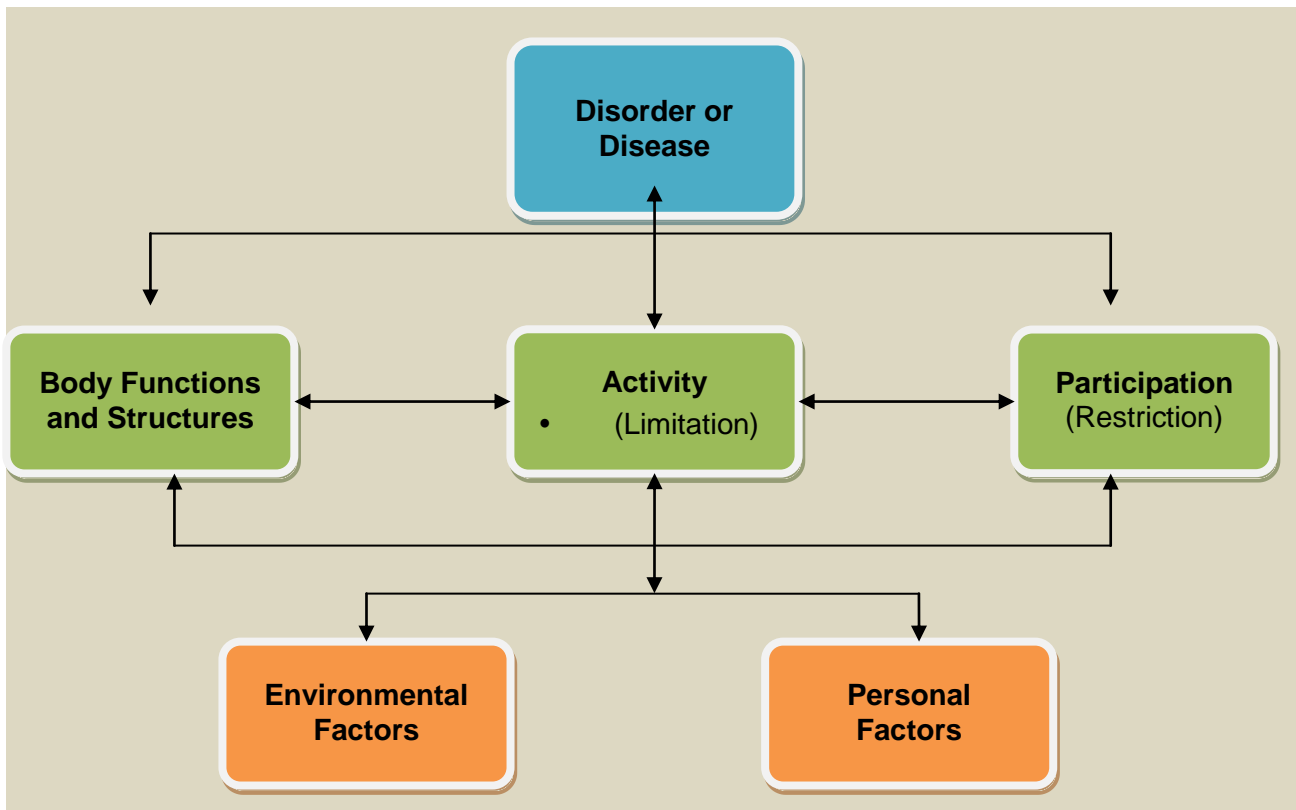 Disorder or
Disease
Body Functions
and Structures
Activity
• (Limitation)
Participation
(Restriction)
Environmental
Factors
Personal
Factors